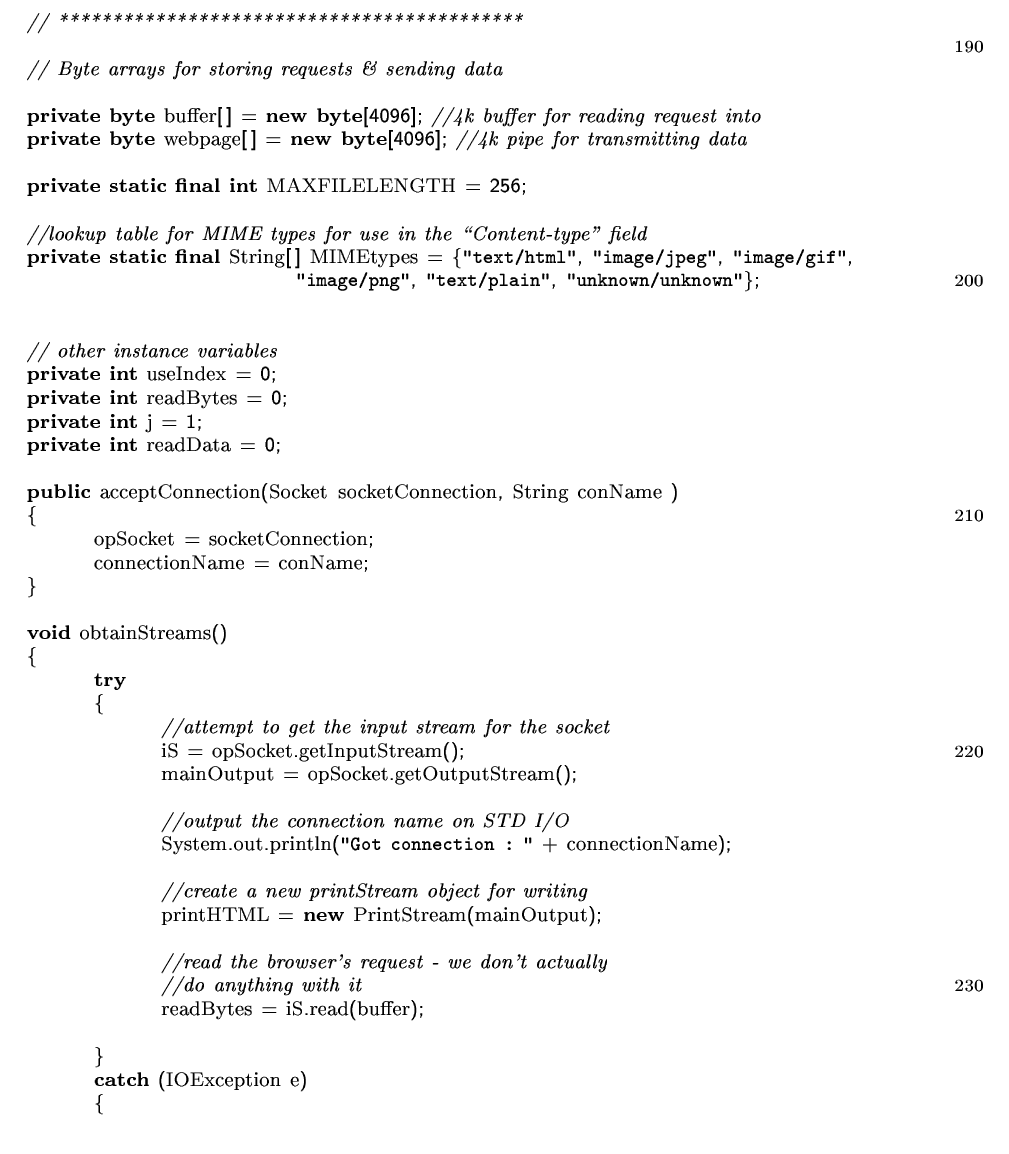 // *******************************************
190
// Byte arrays for storing requests & sending data
private byte buffer[] = new byte[4096]; //4k buffer for reading request into
private byte webpage[] = new byte[4096]; //4k pipe for transmitting data
private static final int MAXFILELENGTH = 256;
//lookup table for MIME types for use in the “Content-type” field
private static final String[] MIMEtypes = {"text/html", "image/jpeg", "image/gif",
"image/png", "text/plain", "unknown/unknown"}; 200
// other instance variables
private int useIndex = 0;
private int readBytes = 0;
private int j = 1;
private int readData = 0;
public acceptConnection(Socket socketConnection, String conName )
{ 210
opSocket = socketConnection;
connectionName = conName;
}
void obtainStreams()
{
try
{
//attempt to get the input stream for the socket
iS = opSocket.getInputStream(); 220
mainOutput = opSocket.getOutputStream();
//output the connection name on STD I/O
System.out.println("Got connection : " + connectionName);
//create a new printStream object for writing
printHTML = new PrintStream(mainOutput);
//read the browser’s request - we don’t actually
//do anything with it 230
readBytes = iS.read(buffer);
}
catch (IOException e)
{